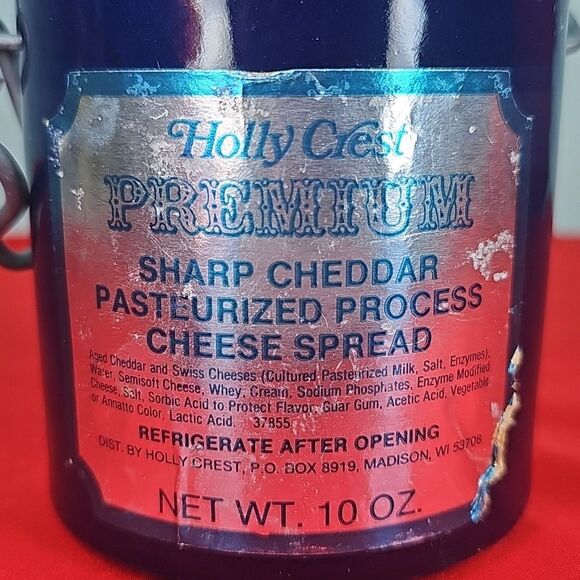 Holly Crest
PREMIUM
SHARP CHEDDAR
PASTEURIZED PROCESS
CHEESE SPREAD
Aged Cheddar and Swiss Cheeses (Cultured Pasteurized Milk, Salt, Enzymes),
Water, Semisoft Cheese, Whey, Cream, Sodium Phosphates, Enzyme Modified
Cheese, Salt, Sorbic Acid to Protect Flavor, Guar Gum, Acetic Acid, Vegetable
or Annatto Color, Lactic Acid. 37855
REFRIGERATE AFTER OPENING
DIST. BY HOLLY CREST, P.O. BOX 8919, MADISON, WI 53708
NET WT. 10 OZ.